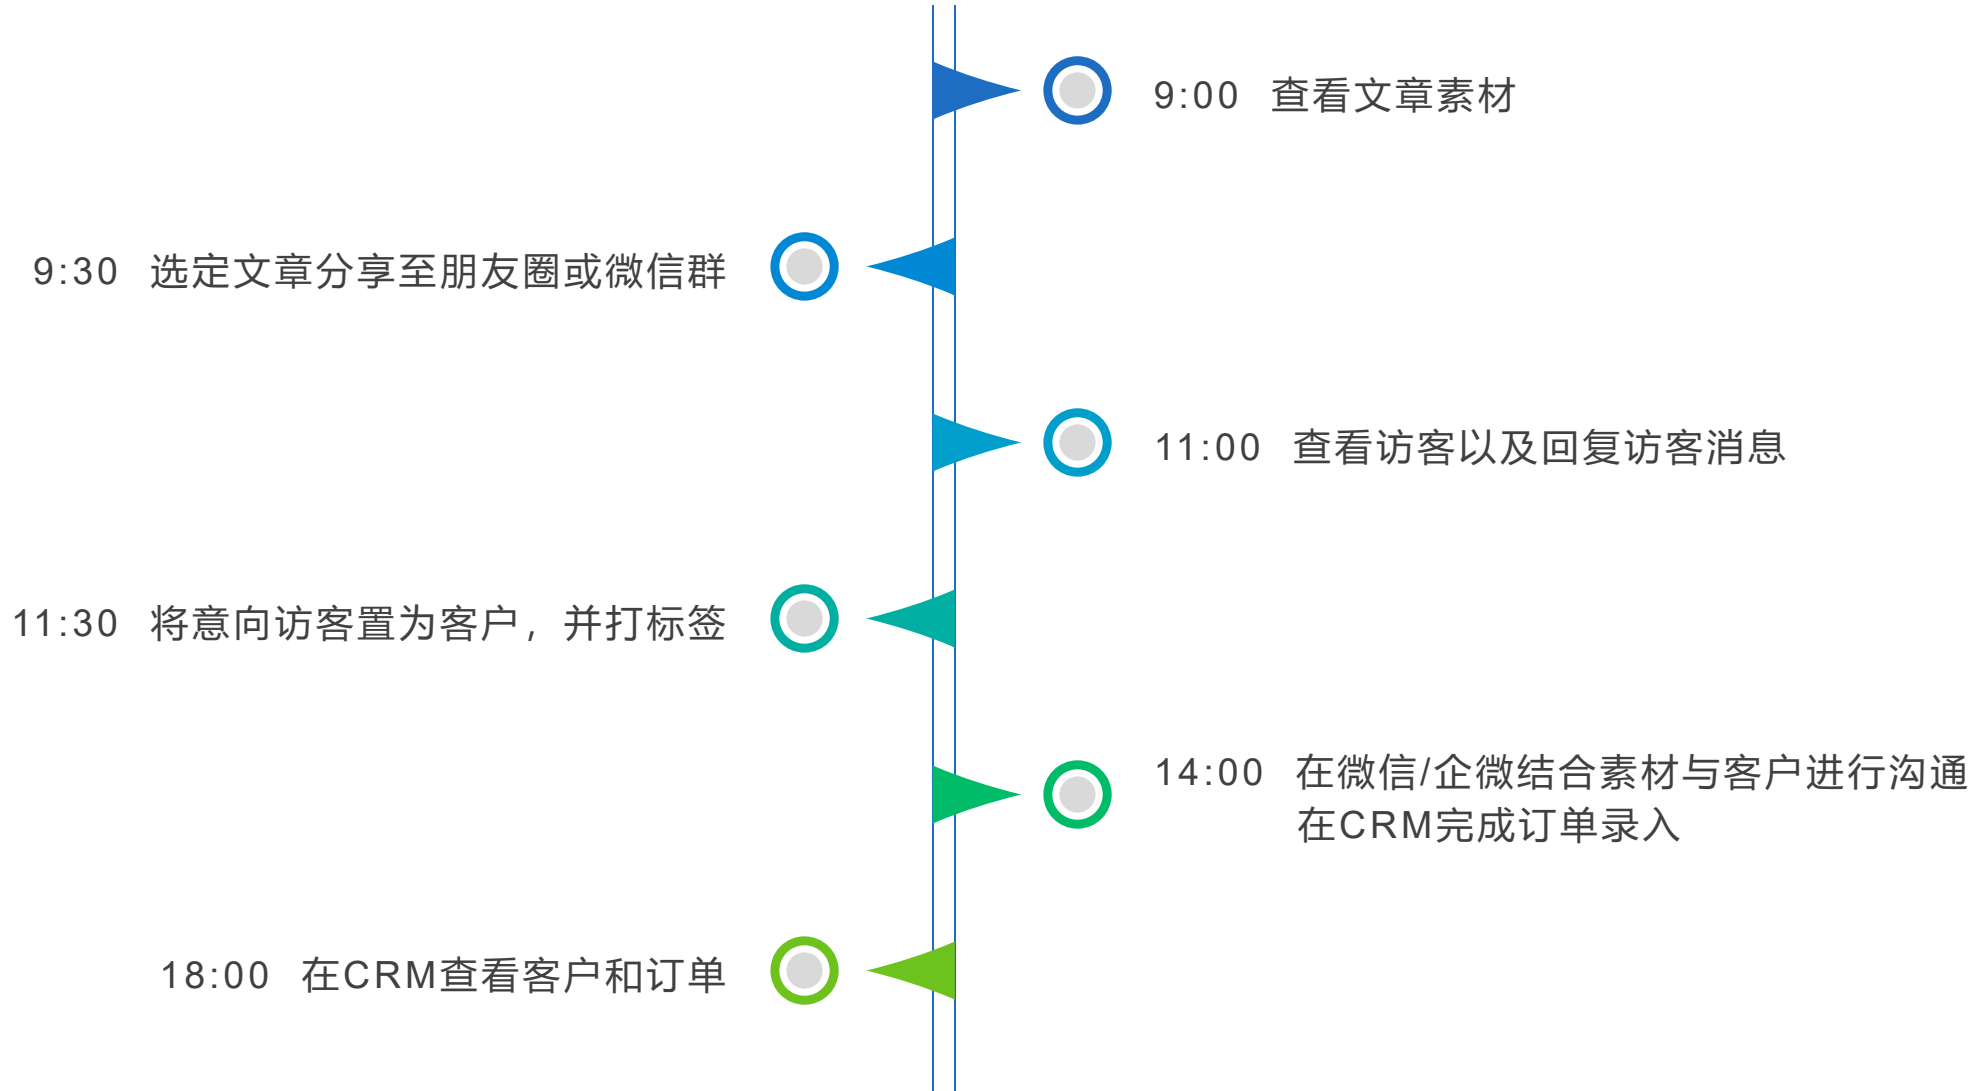 9:00 查看文章素材
9:30 选定文章分享至朋友圈或微信群
11:00 查看访客以及回复访客消息
11:30 将意向访客置为客户，并打标签
14:00 在微信/企微结合素材与客户进行沟通
在CRM完成订单录入
18:00 在CRM查看客户和订单